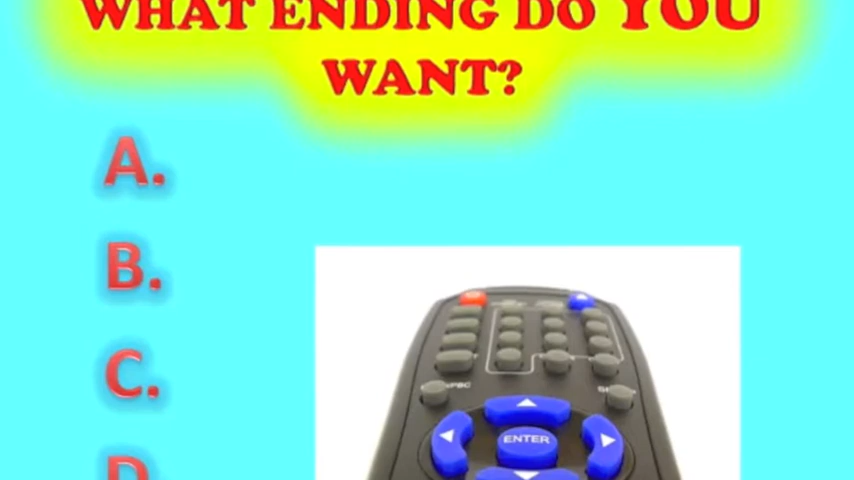 WHAT ENDING DO YOU
WANT?
A.
B.
C.
D
ENTER